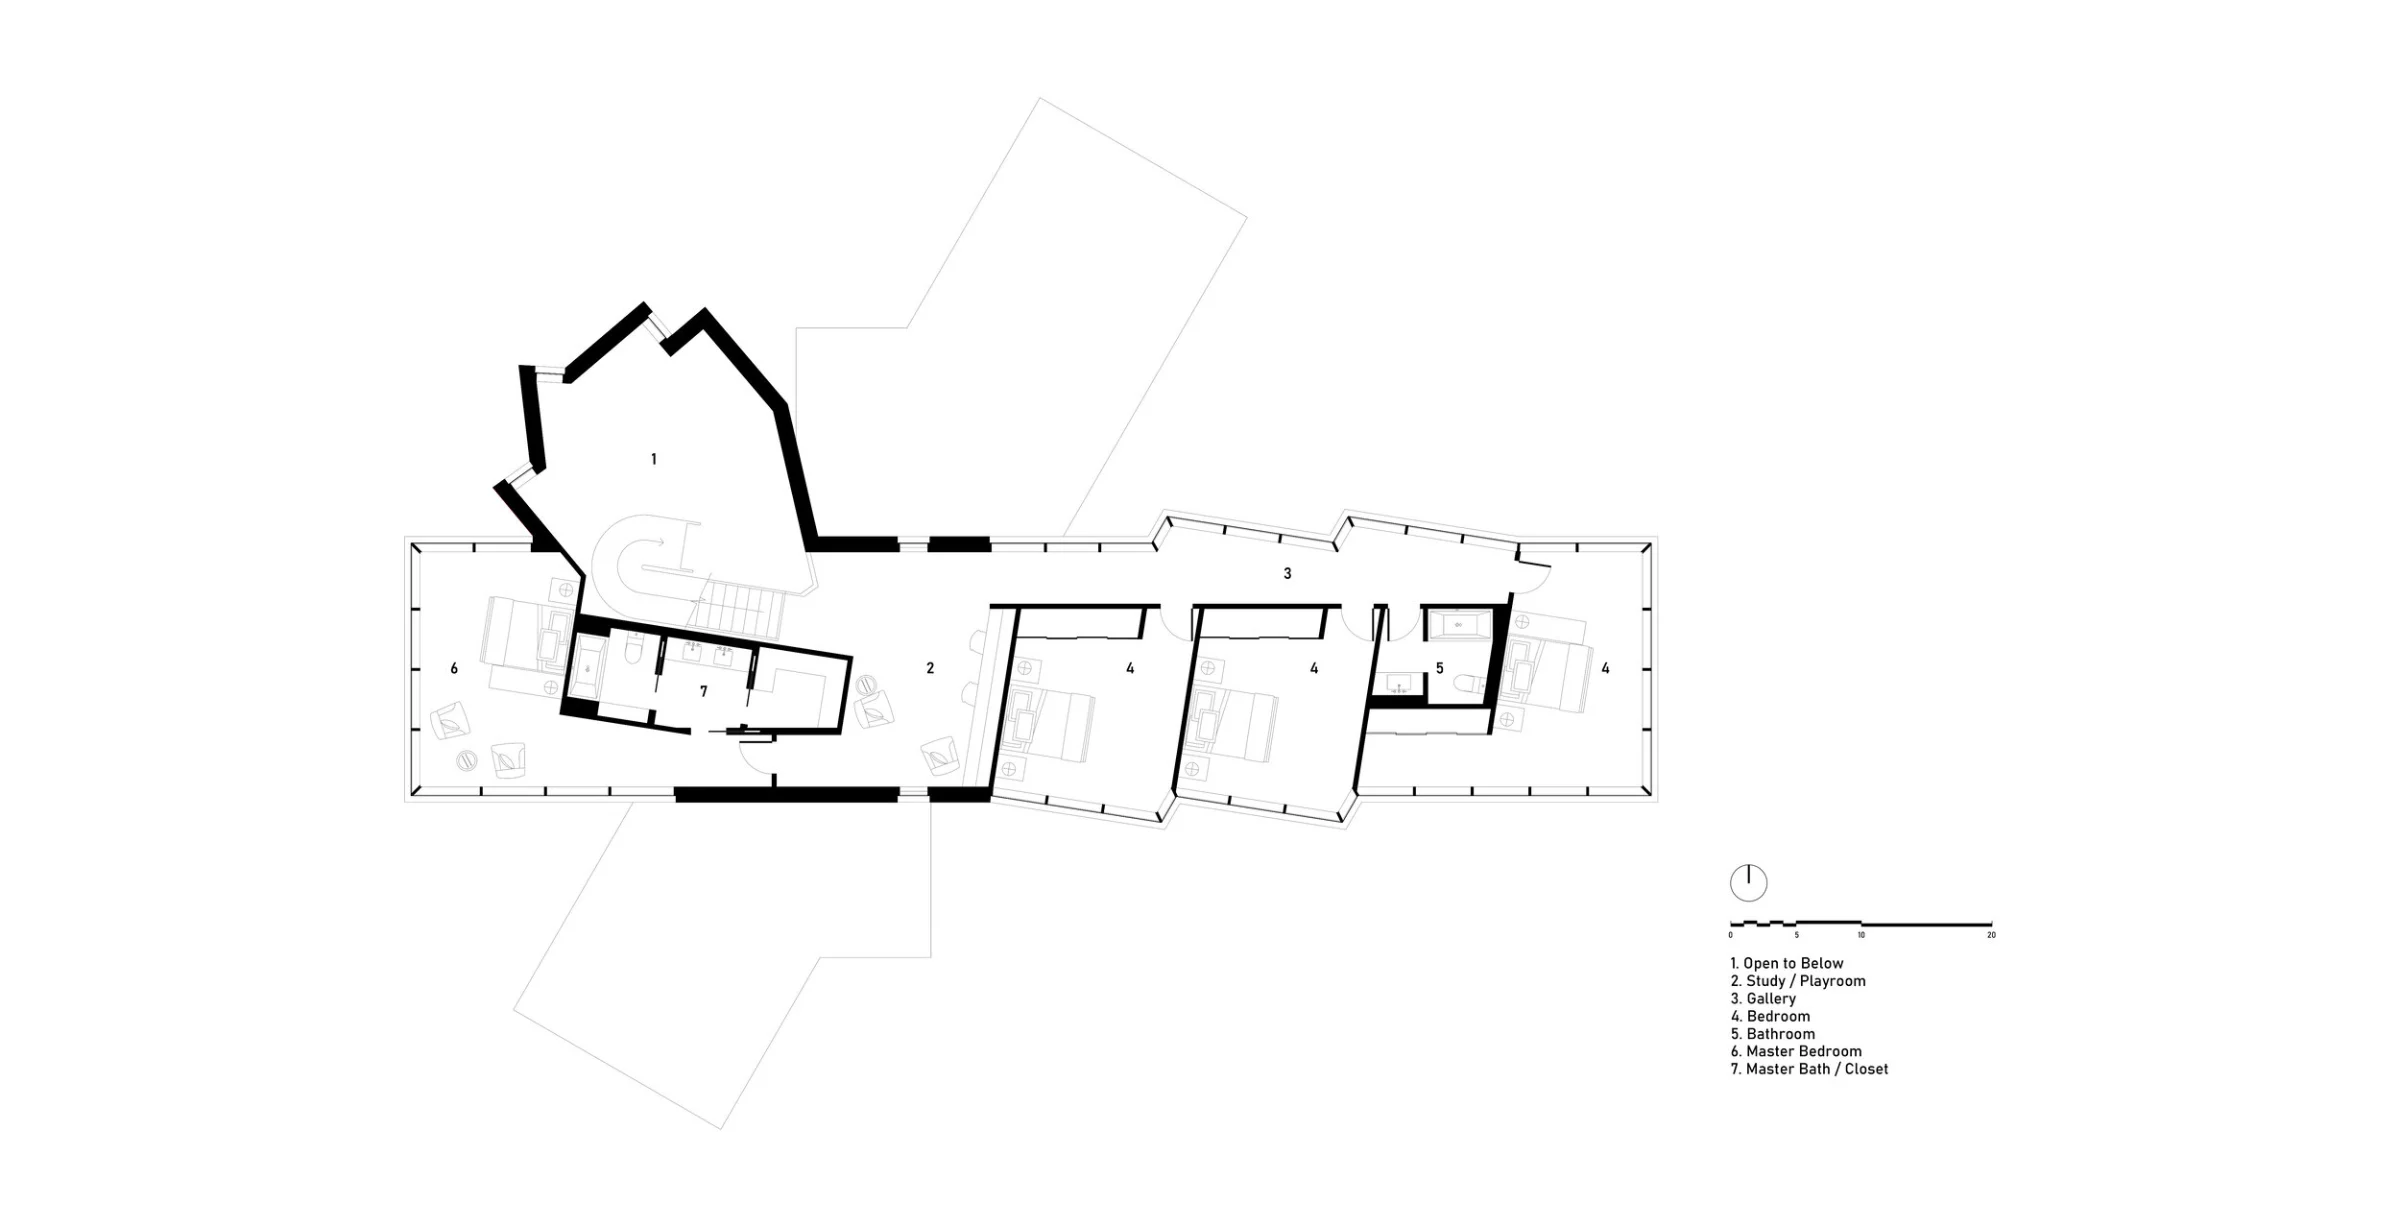 1
3
6
7
2
4
4
5
4
0 5 10 20
1. Open to Below
2. Study / Playroom
3. Gallery
4. Bedroom
5. Bathroom
6. Master Bedroom
7. Master Bath / Closet